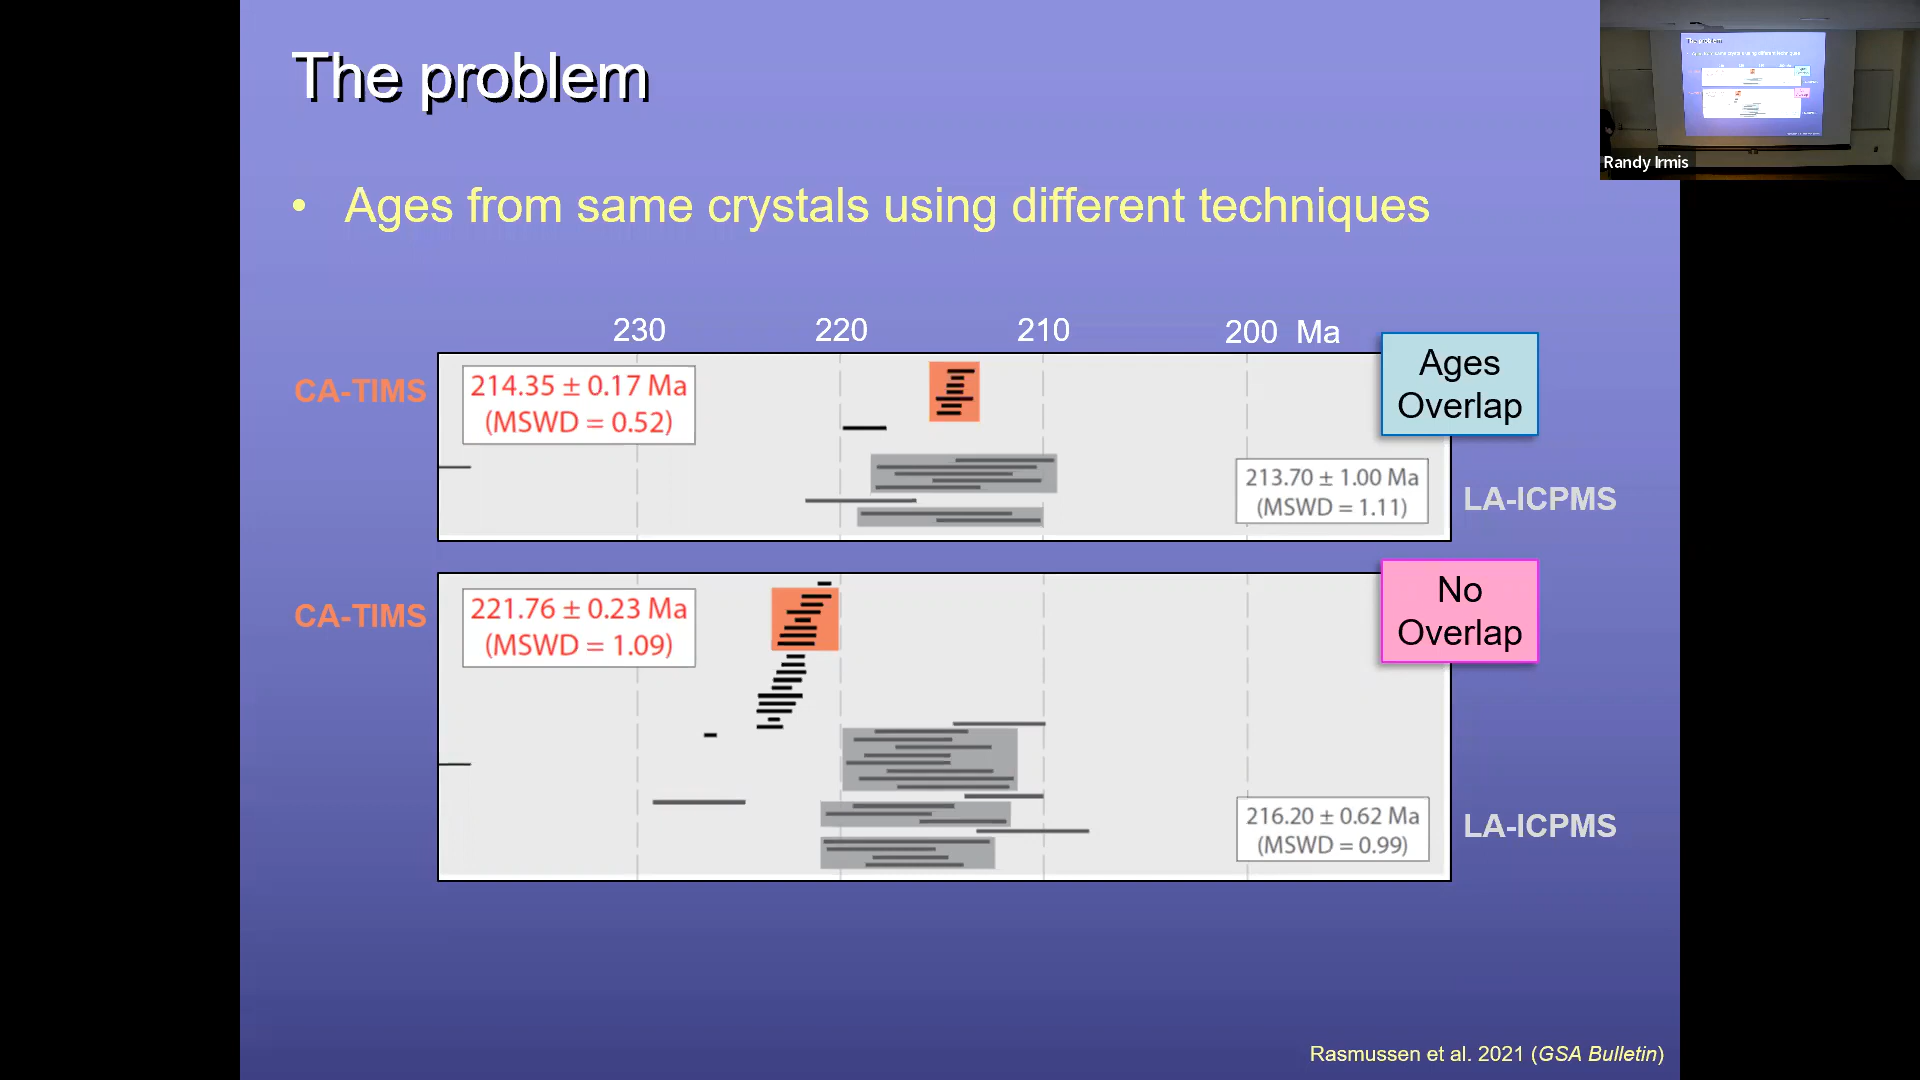 The problem
Randy Irmis
• Ages from same crystals using different techniques
230 220 210 200 Ma
CA-TIMS
214.35 ± 0.17 Ma
(MSWD = 0.52)
Ages
Overlap
213.70 ± 1.00 Ma
(MSWD = 1.11)
LA-ICPMS
CA-TIMS
221.76 ± 0.23 Ma
(MSWD = 1.09)
No
Overlap
216.20 ± 0.62 Ma
(MSWD = 0.99)
LA-ICPMS
Rasmussen et al. 2021 (GSA Bulletin)